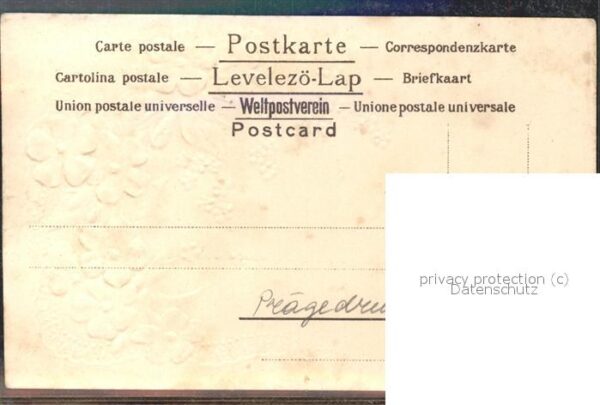 Carte postale — Postkarte — Correspondenzkarte
Cartolina postale — Levelező-Lap — Briefkaart
Union postale universelle — Weltpostverein — Unione postale universale
Postcard
privacy protection (c)
Datenschutz
Prägedru